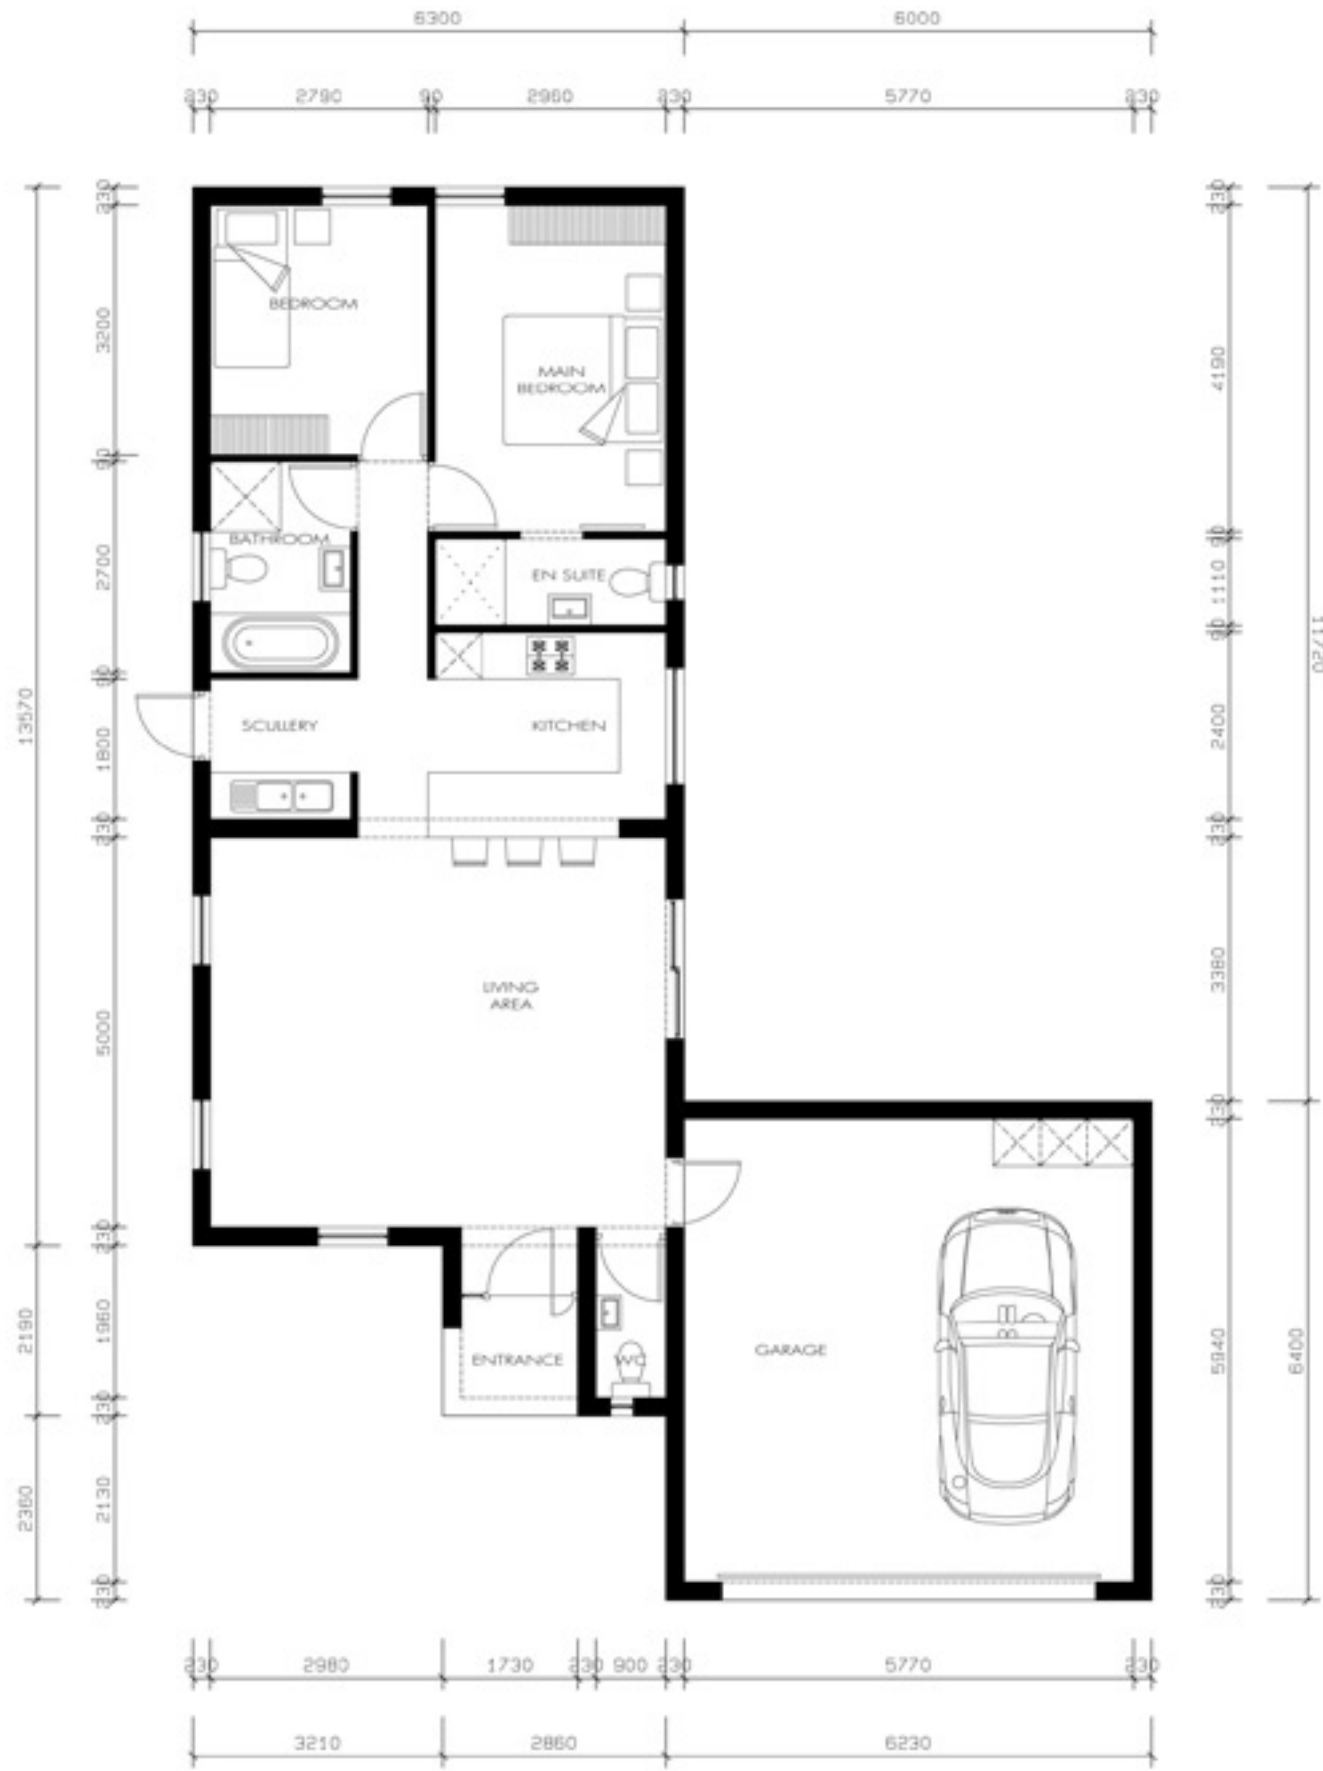 6300 6000
230 2790 90 2960 230 5770 230
230 3200 90 2700 90 1800 230 5000 230 1960 230 2130 230
13570 2190 2360
BEDROOM
MAIN
BEDROOM
BATHROOM
EN SUITE
SCULLERY
KITCHEN
LIVING
AREA
ENTRANCE
WC
GARAGE
230 4190 90 1110 90 2400 230 3380 230 5940 230
11720 6400
230 2980 1730 230 900 230 5770 230
3210 2860 6230